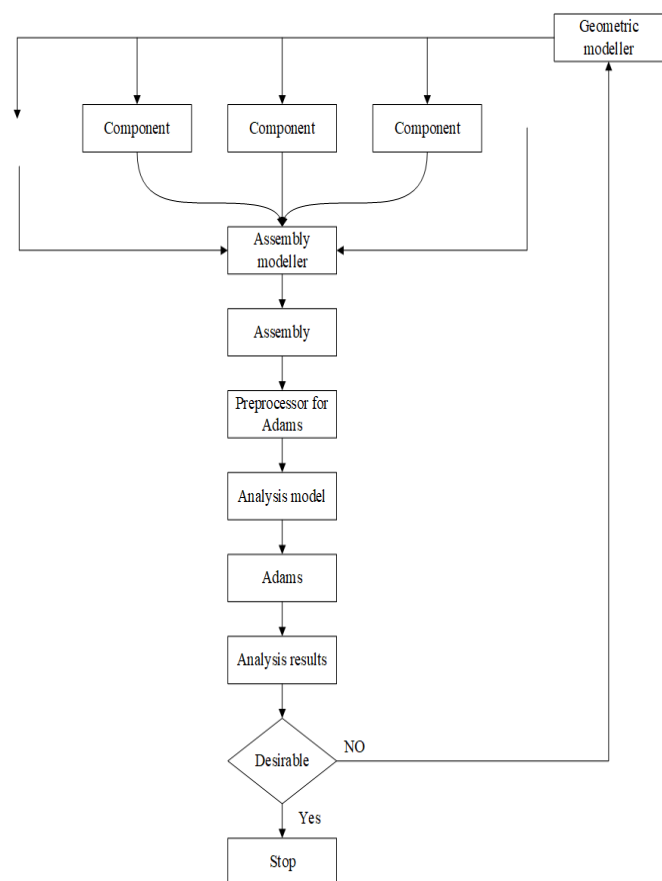 Geometric
modeller
Component
Component
Component
Assembly
modeller
Assembly
Preprocessor for
Adams
Analysis model
Adams
Analysis results
Desirable
NO
Yes
Stop